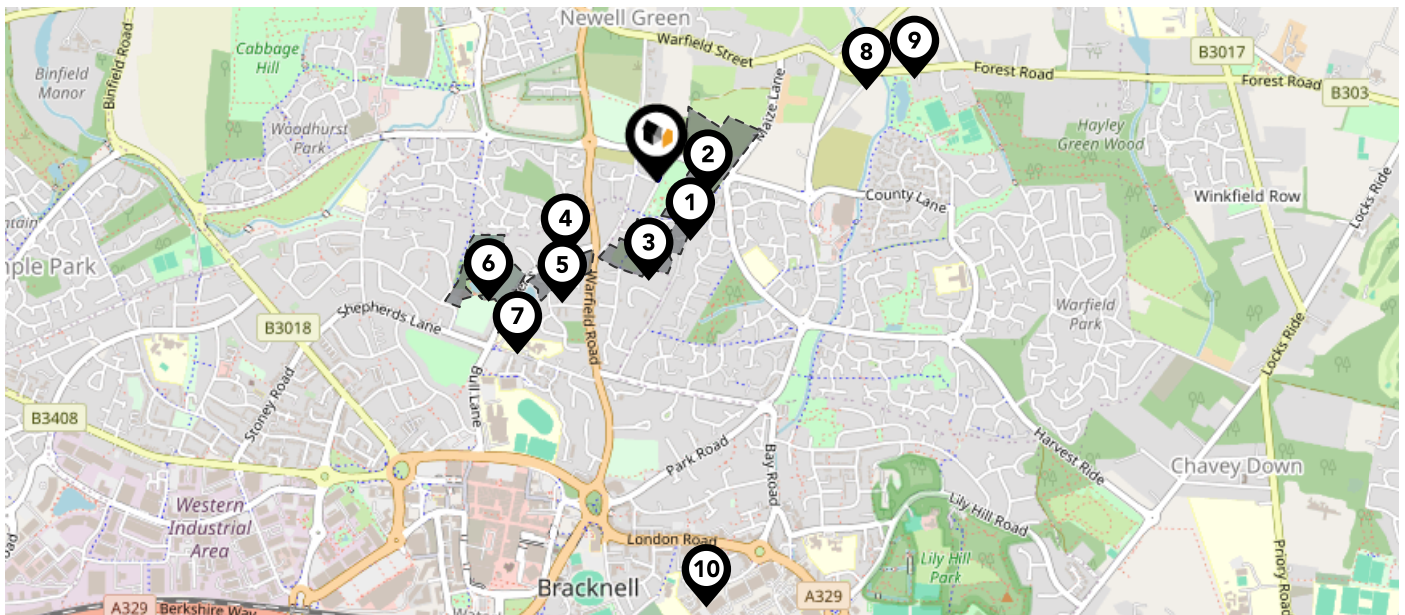 Newell Green
Warfield Street
8
9
B3017
Binfield Road
Cabbage
Hill
Binfield
Manor
Forest Road
Forest Road
B303
Maize Lane
Woodhurst
Park
Hayley
Green Wood
2
County Lane
Winkfield Row
Locks Ride
1
4
3
ntain
mple Park
6
5
7
Warfield Road
Shepherds Lane
B3018
Warfield
Park
Locks Ride
Bull Lane
B3408
Stoney Road
Park Road
Bay Road
Harvest Ride
Chavey Down
Western
Industrial
Area
Lily Hill Road
London Road
Lily Hill
Park
Priory Road
oad
10
Bracknell
A329
A329
Berkshire Way